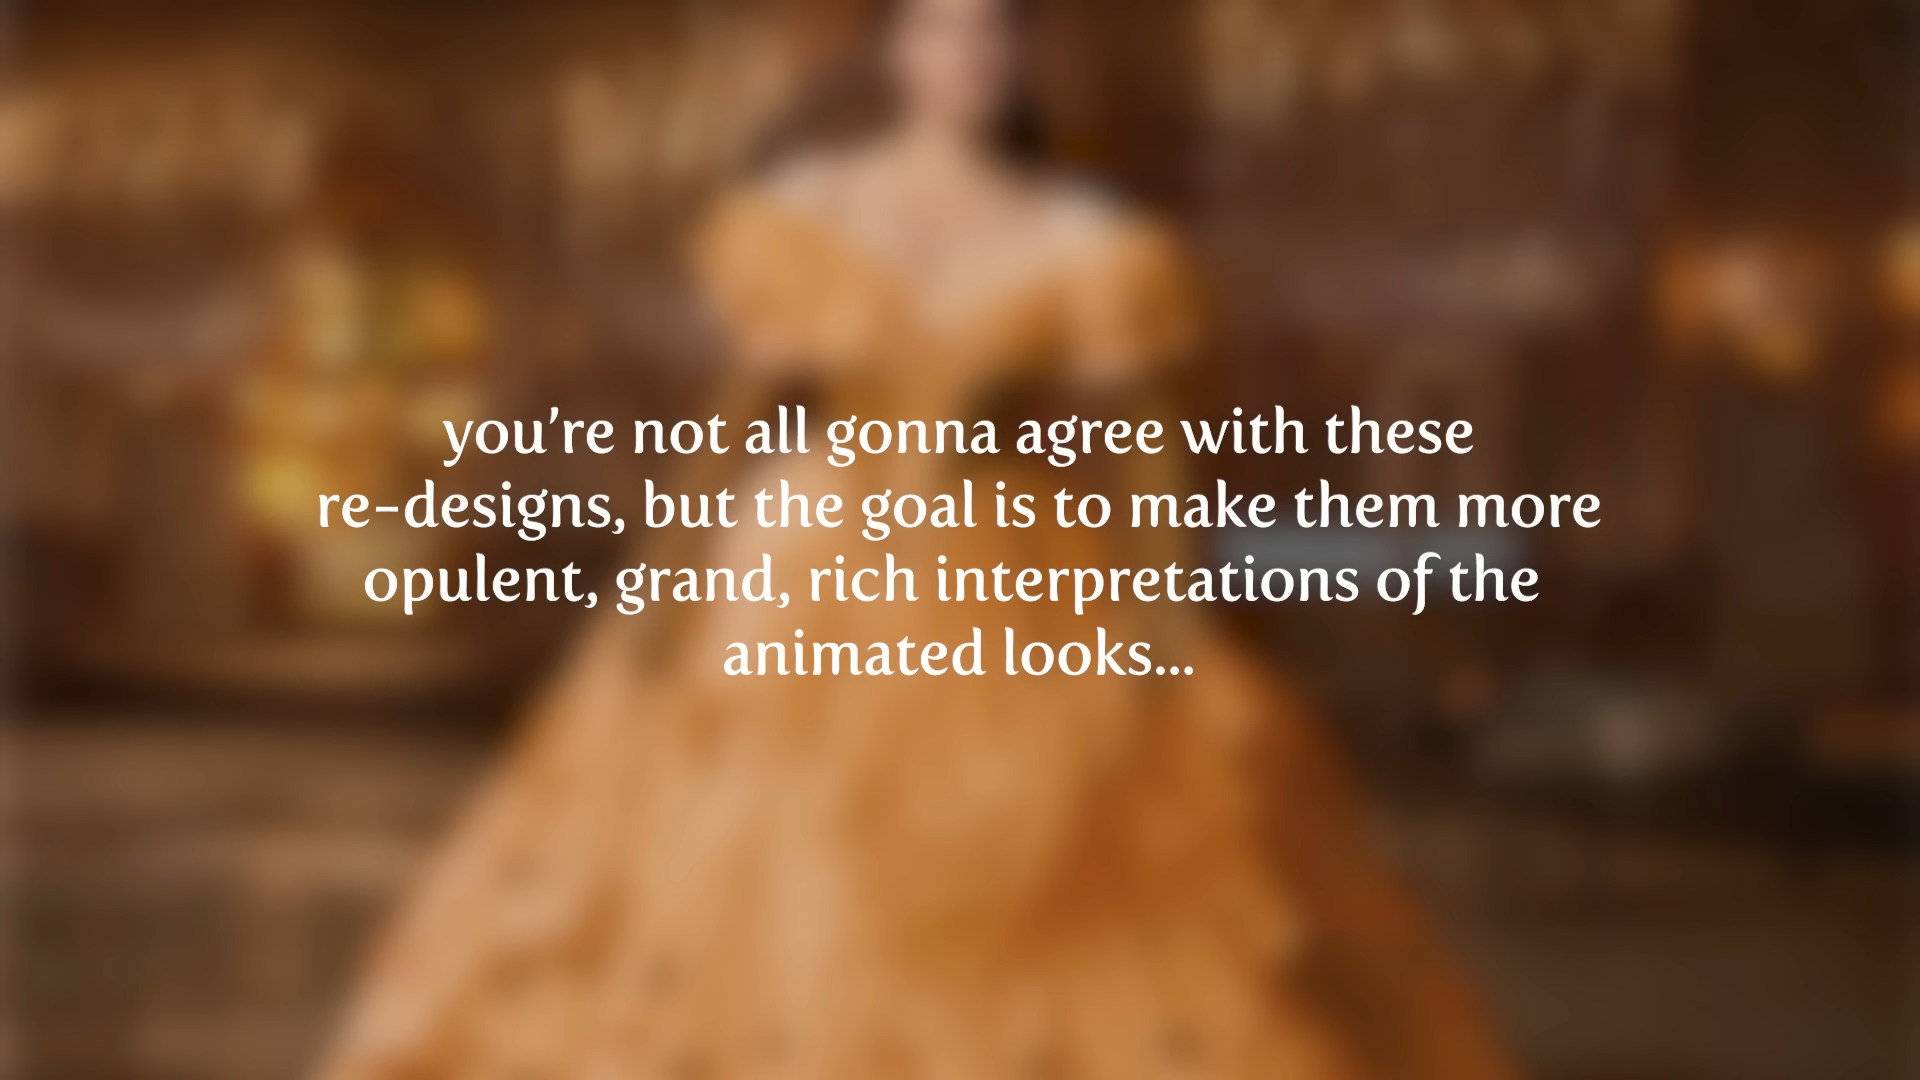 you’re not all gonna agree with these
re-designs, but the goal is to make them more
opulent, grand, rich interpretations of the
animated looks...